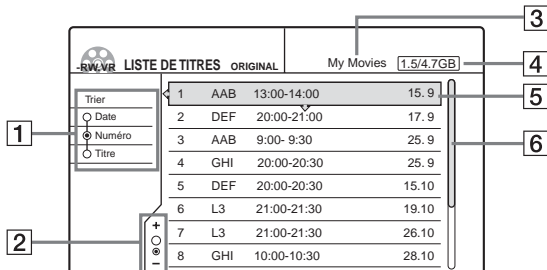 3
-RW VR LISTE DE TITRES ORIGINAL My Movies 1.5/4.7GB 4
Trier
Date
Numéro
Titre
1
1 AAB 13:00-14:00 15. 9 5
2 DEF 20:00-21:00 17. 9
3 AAB 9:00- 9:30 25. 9
4 GHI 20:00-20:30 25. 9
5 DEF 20:00-20:30 15.10
6 L3 21:00-21:30 19.10
7 L3 21:00-21:30 26.10
8 GHI 10:00-10:30 28.10
6
2
+
–